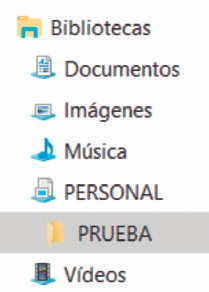 Bibliotecas
Documentos
Imágenes
Música
PERSONAL
PRUEBA
Vídeos